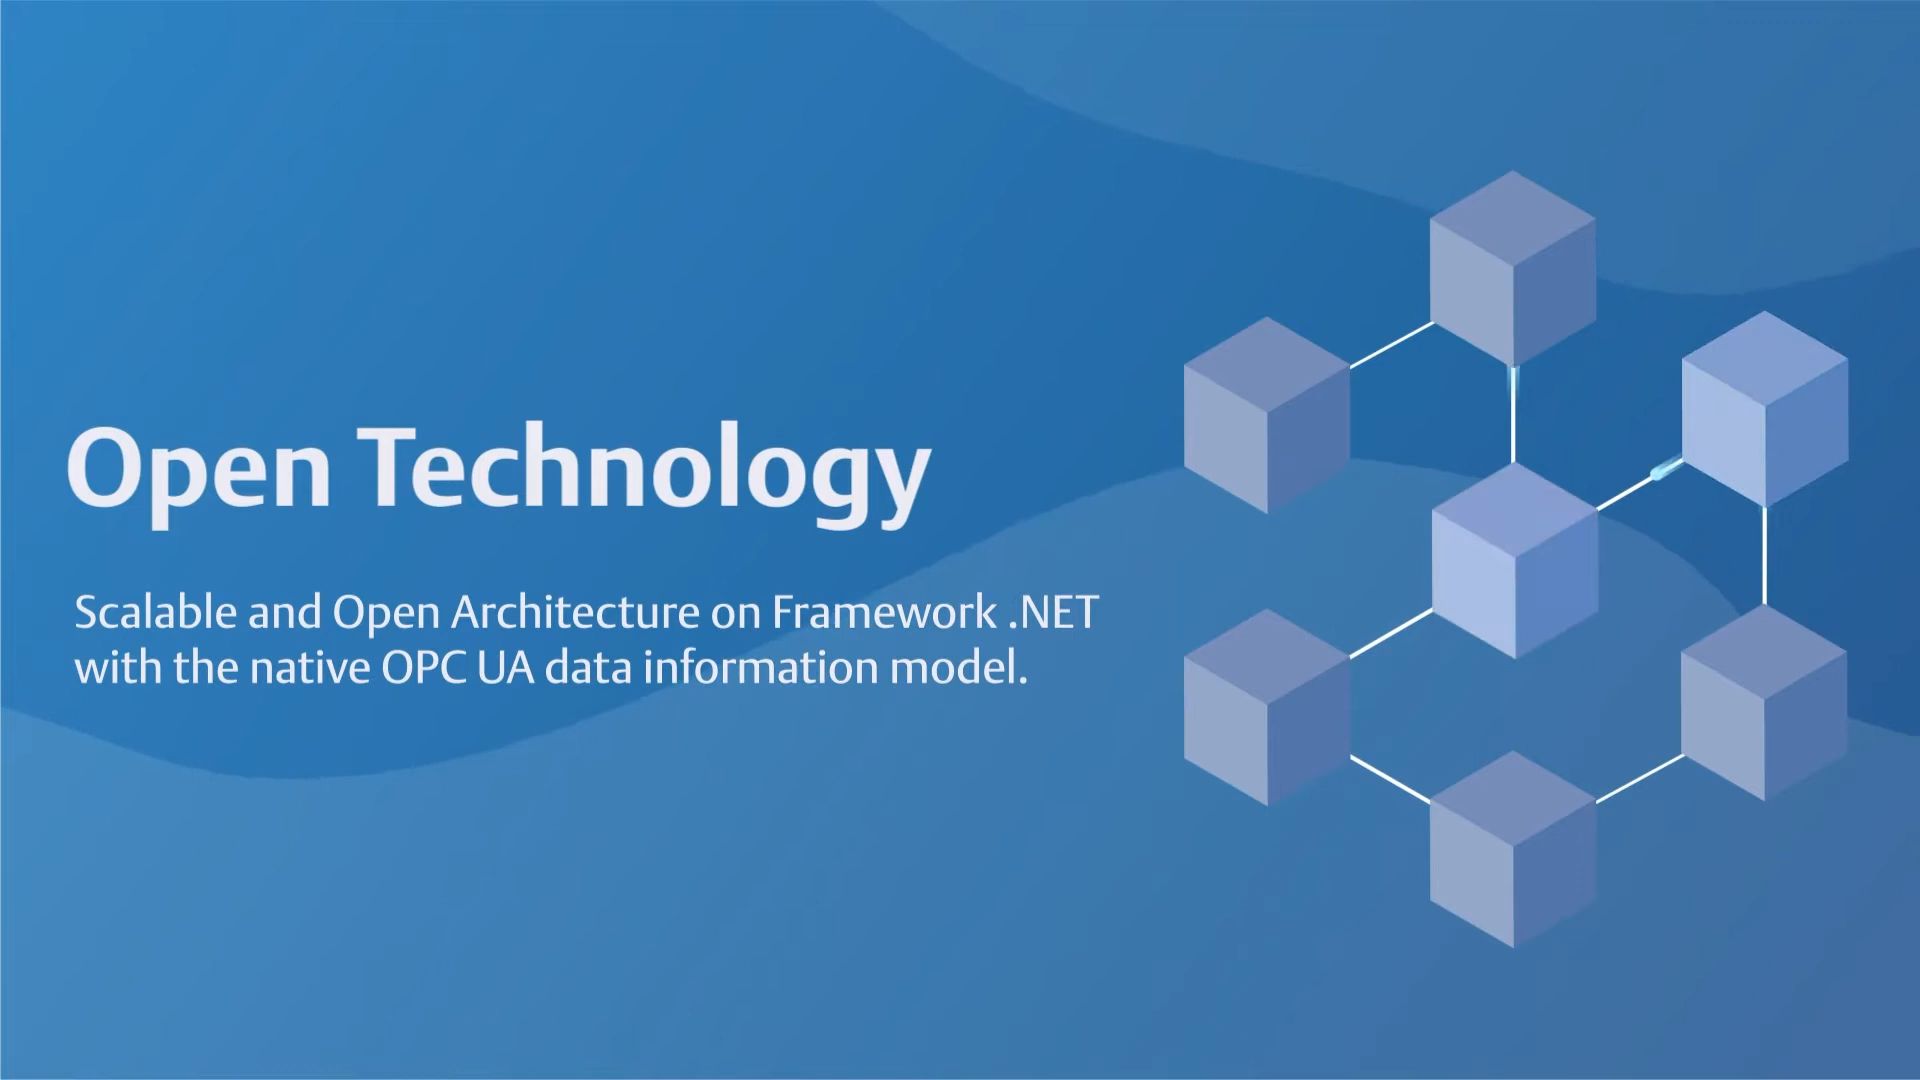 Open Technology
Scalable and Open Architecture on Framework .NET
with the native OPC UA data information model.